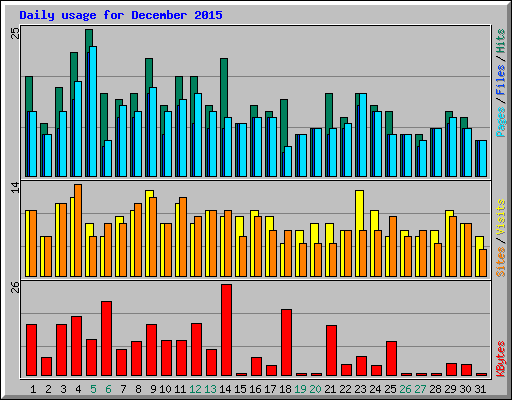 Daily usage for December 2015
25
Pages / Files / Hits
14
Sites / Visits
26
KBytes
1 2 3 4 5 6 7 8 9 10 11 12 13 14 15 16 17 18 19 20 21 22 23 24 25 26 27 28 29 30 31